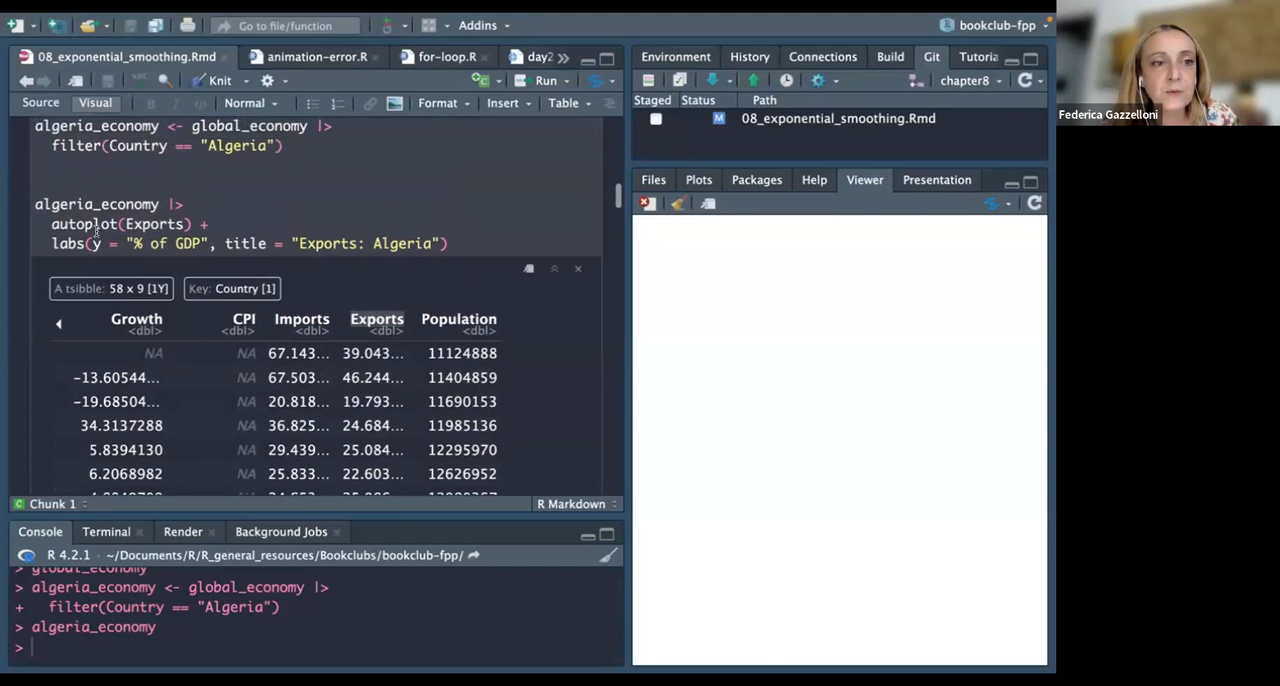 Go to file/function
Addins
bookclub-fpp
08_exponential_smoothing.Rmd
animation-error.R
for-loop.R
day2
Knit
Run
Source
Visual
B
Normal
Format
Insert
Table
algeria_economy <- global_economy |>
filter(Country == "Algeria")
algeria_economy |>
autoplot(Exports) +
labs(y = "% of GDP", title = "Exports: Algeria")
A tsibble: 58 x 9 [1Y]
Key: Country [1]
Growth CPI Imports Exports Population
<dbl> <dbl> <dbl> <dbl> <dbl>
NA NA 67.143... 39.043... 11124888
-13.60544... NA 67.503... 46.244... 11404859
-19.68504... NA 20.818... 19.793... 11690153
34.3137288 NA 36.825... 24.684... 11985136
5.8394130 NA 29.439... 25.084... 12295970
6.2068982 NA 25.833... 22.603... 12626952
Chunk 1
R Markdown
Console
Terminal
Render
Background Jobs
R 4.2.1 · ~/Documents/R/R_general_resources/Bookclubs/bookclub-fpp/
> global_economy
> algeria_economy <- global_economy |>
+ filter(Country == "Algeria")
> algeria_economy
>
Environment
History
Connections
Build
Git
Tutoria
chapter8
Staged
Status
Path
M
08_exponential_smoothing.Rmd
Files
Plots
Packages
Help
Viewer
Presentation
Federica Gazzelloni